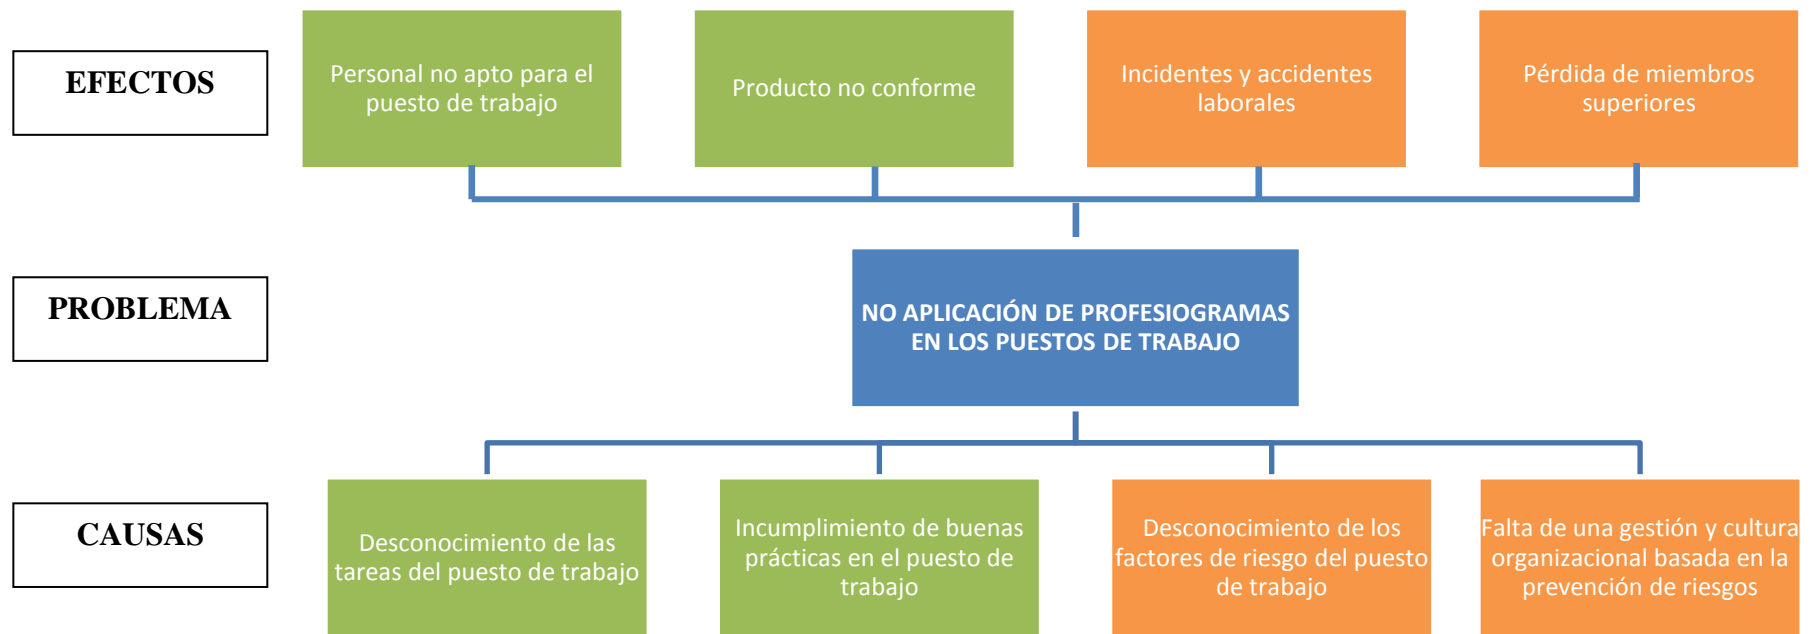 EFECTOS
Personal no apto para el
puesto de trabajo
Producto no conforme
Incidentes y accidentes
laborales
Pérdida de miembros
superiores
PROBLEMA
NO APLICACIÓN DE PROFESIOGRAMAS
EN LOS PUESTOS DE TRABAJO
CAUSAS
Desconocimiento de las
tareas del puesto de trabajo
Incumplimiento de buenas
prácticas en el puesto de
trabajo
Desconocimiento de los
factores de riesgo del puesto
de trabajo
Falta de una gestión y cultura
organizacional basada en la
prevención de riesgos